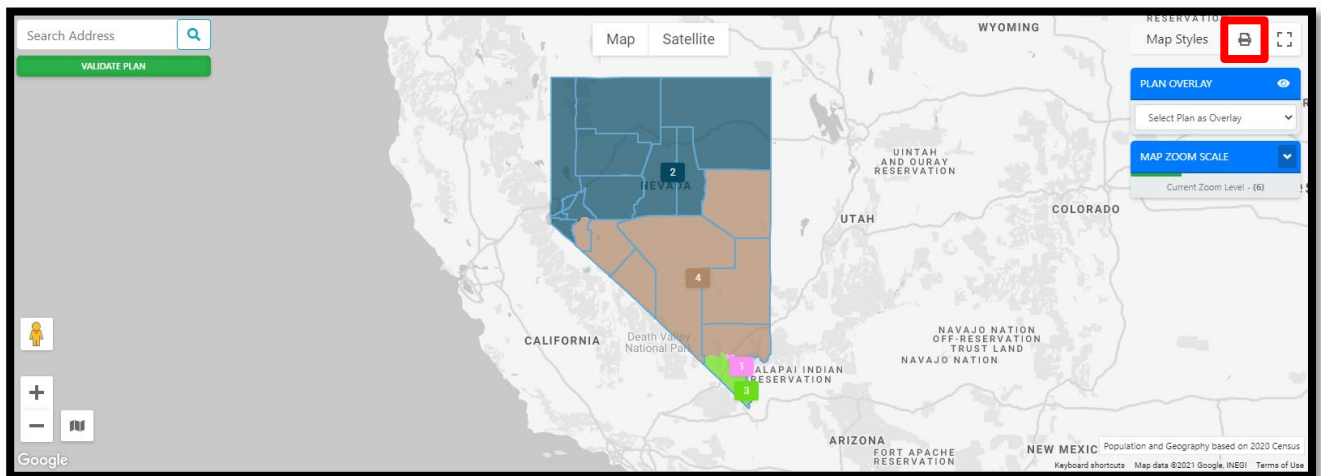 Search Address
VALIDATE PLAN
Map Satellite
WYOMING
RESERVATION
Map Styles
PLAN OVERLAY
Select Plan as Overlay
MAP ZOOM SCALE
Current Zoom Level - (6)
UINTAH
AND OURAY
RESERVATION
2
NEVADA
COLORADO
UTAH
4
CALIFORNIA
Death Valley
National Park
NAVAJO NATION
OFF-RESERVATION
TRUST LAND
NAVAJO NATION
1
ALAPAI INDIAN
RESERVATION
3
ARIZONA
FORT APACHE
RESERVATION
NEW MEXIC
Population and Geography based on 2020 Census
Google
Keyboard shortcuts Map data ©2021 Google, INEGI Terms of Use